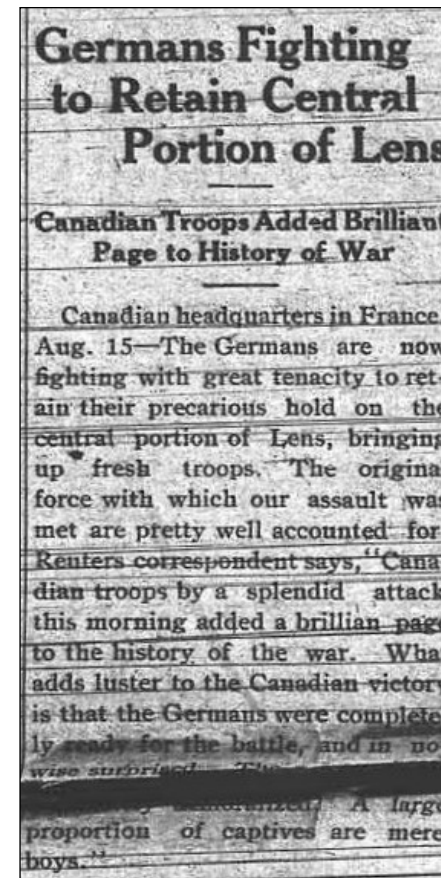 Germans Fighting
to Retain Central
Portion of Lens
Canadian Troops Added Brilliant
Page to History of War
Canadian headquarters in France,
Aug. 15—The Germans are now
fighting with great tenacity to ret-
ain their precarious hold on the
central portion of Lens, bringing
up fresh troops. The original
force with which our assault was
met are pretty well accounted for.
Reuters correspondent says, "Cana-
dian troops by a splendid attack
this morning added a brillian page
to the history of the war. What
adds luster to the Canadian victory
is that the Germans were complete-
ly ready for the battle, and in no-
wise surprised. The
demoralized. A large
proportion of captives are mere
boys."